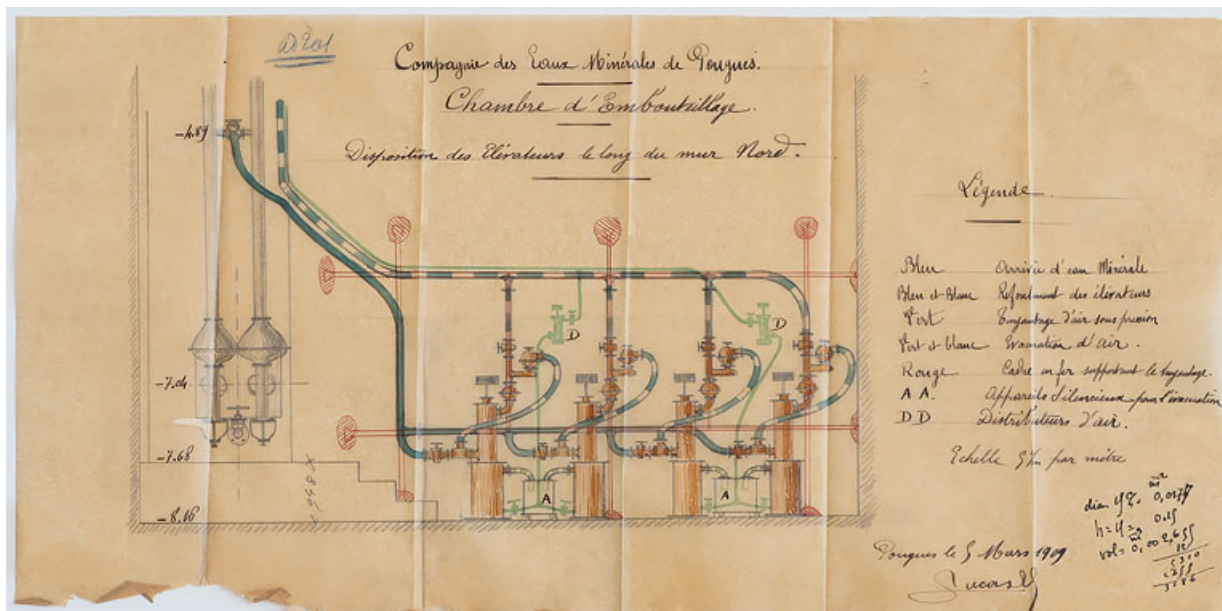 Compagnie des Eaux Minérales de Pougues.
Chambre d'Embouteillage.
Disposition des Elévateurs le long du mur Nord.
-4.89
-7.04
-7.68
-8.16
D
D
A
A
Légende
Bleu Arrivée d'eau Minérale
Bleu et Blanc Refoulement des élévateurs
Vert Tuyautage d'air sous pression
Vert et blanc Evacuation d'air.
Rouge Cadre en fer supportant le tuyautage.
A A. Appareils Silencieux pour l'évacuation
D D Distributeurs d'air.
Echelle par mètre
Pougues le 5 Mars 1909